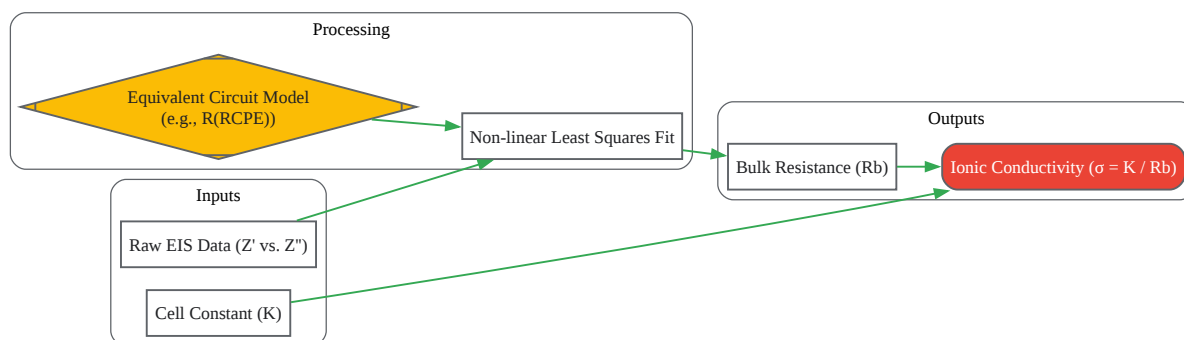 Processing
Equivalent Circuit Model
(e.g., R(RCPE))
Non-linear Least Squares Fit
Outputs
Bulk Resistance (Rb)
Ionic Conductivity (σ = K / Rb)
Inputs
Raw EIS Data (Z' vs. Z'')
Cell Constant (K)